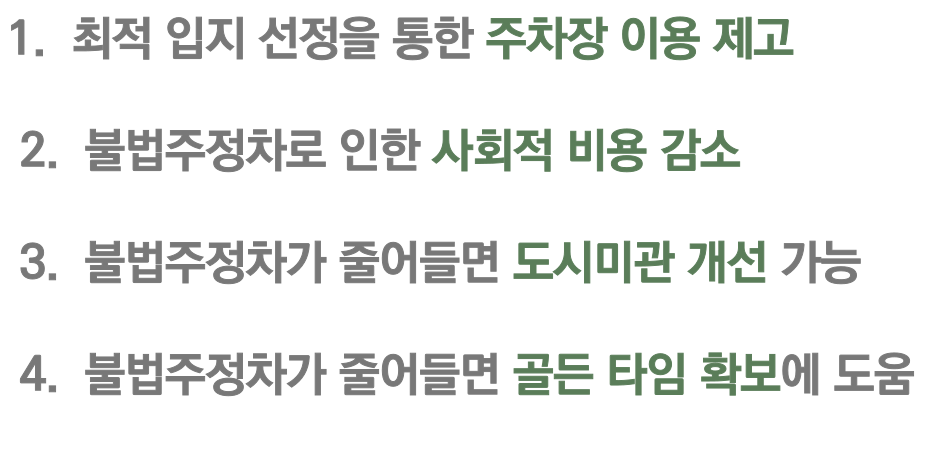 1. 최적 입지 선정을 통한 주차장 이용 제고
2. 불법주정차로 인한 사회적 비용 감소
3. 불법주정차가 줄어들면 도시미관 개선 가능
4. 불법주정차가 줄어들면 골든 타임 확보에 도움